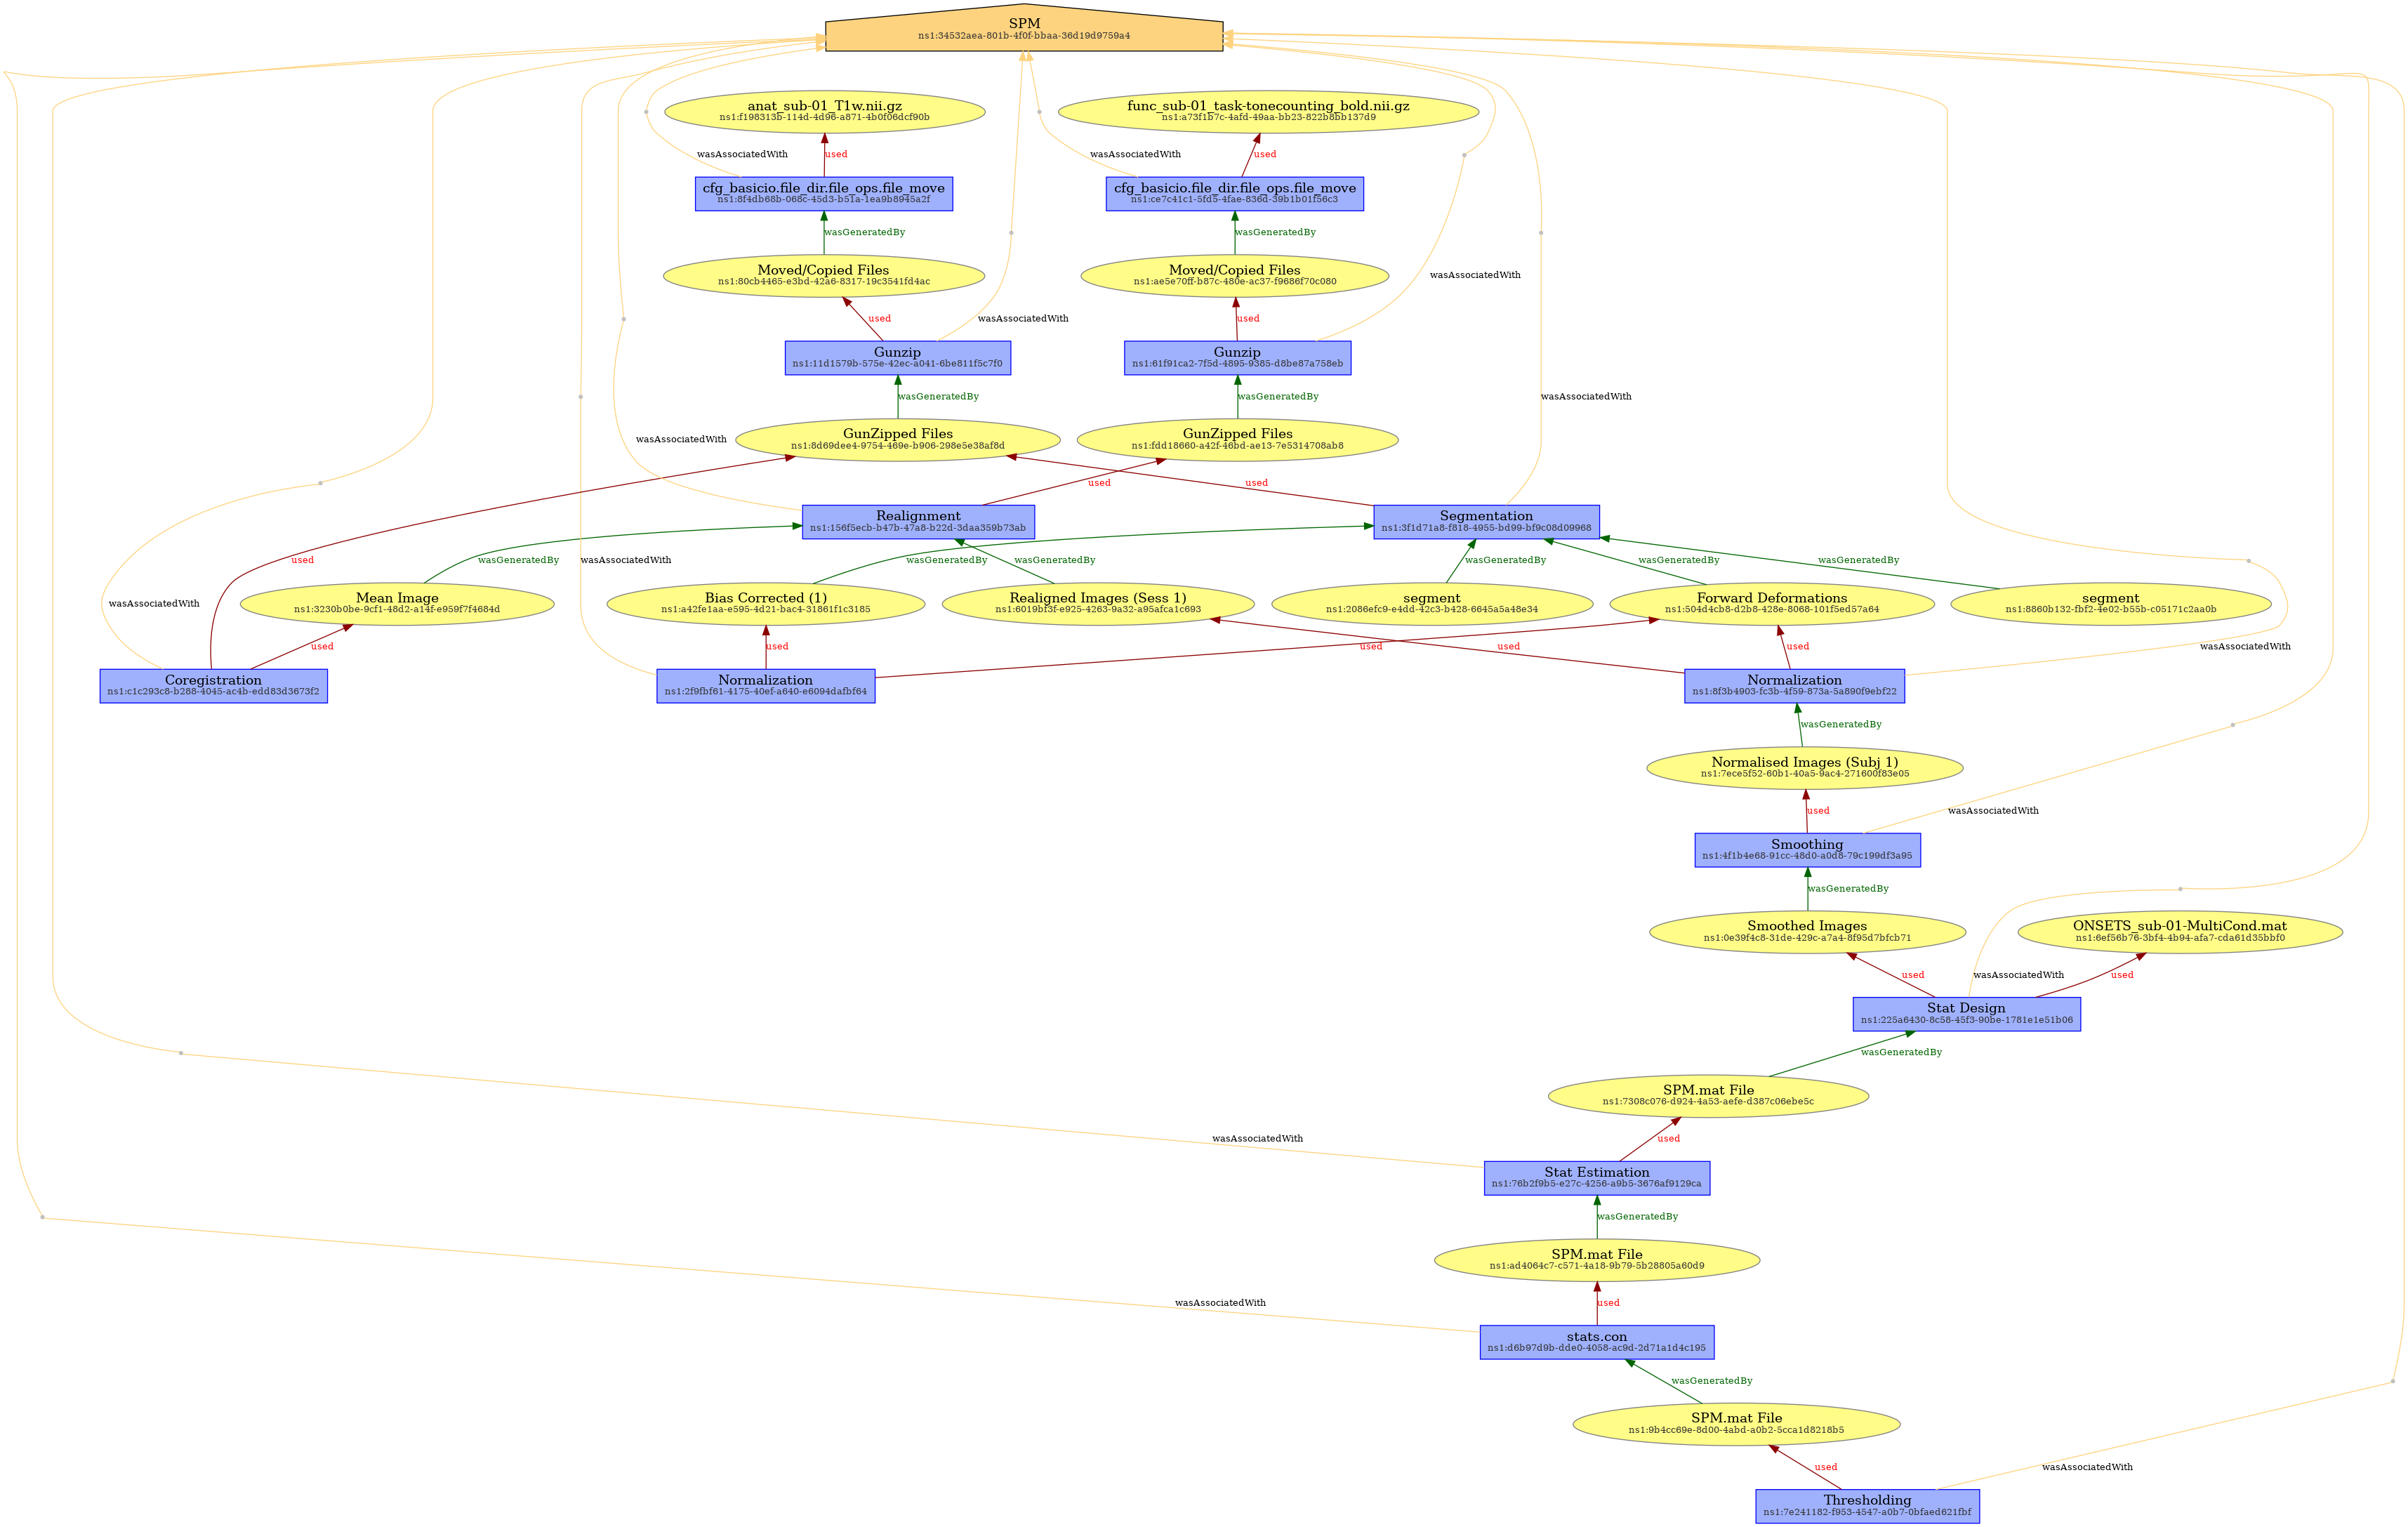 SPM
ns1:34532aea-801b-4f0f-bbaa-36d19d9759a4
anat_sub-01_T1w.nii.gz
ns1:f198313b-114d-4d96-a871-4b0f06dcf90b
func_sub-01_task-tonecounting_bold.nii.gz
ns1:a73f1b7c-4afd-49aa-bb23-822b8bb137d9
wasAssociatedWith
used
wasAssociatedWith
used
cfg_basicio.file_dir.file_ops.file_move
ns1:8f4db68b-068c-45d3-b51a-1ea9b8945a2f
cfg_basicio.file_dir.file_ops.file_move
ns1:ce7c41c1-5fd5-4fae-836d-39b1b01f56c3
wasGeneratedBy
wasGeneratedBy
Moved/Copied Files
ns1:80cb4465-e3bd-42a6-8317-19c3541fd4ac
Moved/Copied Files
ns1:ae5e70ff-b87c-480e-ac37-f9686f70c080
wasAssociatedWith
used
wasAssociatedWith
used
Gunzip
ns1:11d1579b-575e-42ec-a041-6be811f5c7f0
Gunzip
ns1:61f91ca2-7f5d-4895-9385-d8be87a758eb
wasGeneratedBy
wasGeneratedBy
wasAssociatedWith
GunZipped Files
ns1:8d69dee4-9754-469e-b906-298e5e38af8d
GunZipped Files
ns1:fdd18660-a42f-46bd-ae13-7e5314708ab8
wasAssociatedWith
used
used
Realignment
ns1:156f5ecb-b47b-47a8-b22d-3daa359b73ab
Segmentation
ns1:3f1d71a8-f818-4955-bd99-bf9c08d09968
used
wasGeneratedBy
wasAssociatedWith
wasGeneratedBy
wasGeneratedBy
wasGeneratedBy
wasGeneratedBy
wasGeneratedBy
wasAssociatedWith
Mean Image
ns1:3230b0be-9cf1-48d2-a14f-e959f7f4684d
Bias Corrected (1)
ns1:a42fe1aa-e595-4d21-bac4-31861f1c3185
Realigned Images (Sess 1)
ns1:6019bf3f-e925-4263-9a32-a95afca1c693
segment
ns1:2086efc9-e4dd-42c3-b428-6645a5a48e34
Forward Deformations
ns1:504d4cb8-d2b8-428e-8068-101f5ed57a64
segment
ns1:8860b132-fbf2-4e02-b55b-c05171c2aa0b
used
used
used
used
used
wasAssociatedWith
Coregistration
ns1:c1c293c8-b288-4045-ac4b-edd83d3673f2
Normalization
ns1:2f9fbf61-4175-40ef-a640-e6094dafbf64
Normalization
ns1:8f3b4903-fc3b-4f59-873a-5a890f9ebf22
wasGeneratedBy
Normalised Images (Subj 1)
ns1:7ece5f52-60b1-40a5-9ac4-271600f83e05
used
wasAssociatedWith
Smoothing
ns1:4f1b4e68-91cc-48d0-a0d8-79c199df3a95
wasGeneratedBy
Smoothed Images
ns1:0e39f4c8-31de-429c-a7a4-8f95d7bfcb71
ONSETS_sub-01-MultiCond.mat
ns1:6ef56b76-3bf4-4b94-afa7-cda61d35bbf0
used
wasAssociatedWith
used
Stat Design
ns1:225a6430-8c58-45f3-90be-1781e1e51b06
wasGeneratedBy
SPM.mat File
ns1:7308c076-d924-4a53-aefe-d387c06ebe5c
wasAssociatedWith
used
Stat Estimation
ns1:76b2f9b5-e27c-4256-a9b5-3676af9129ca
wasGeneratedBy
SPM.mat File
ns1:ad4064c7-c571-4a18-9b79-5b28805a60d9
wasAssociatedWith
used
stats.con
ns1:d6b97d9b-dde0-4058-ac9d-2d71a1d4c195
wasGeneratedBy
SPM.mat File
ns1:9b4cc69e-8d00-4abd-a0b2-5cca1d8218b5
used
wasAssociatedWith
Thresholding
ns1:7e241182-f953-4547-a0b7-0bfaed621fbf